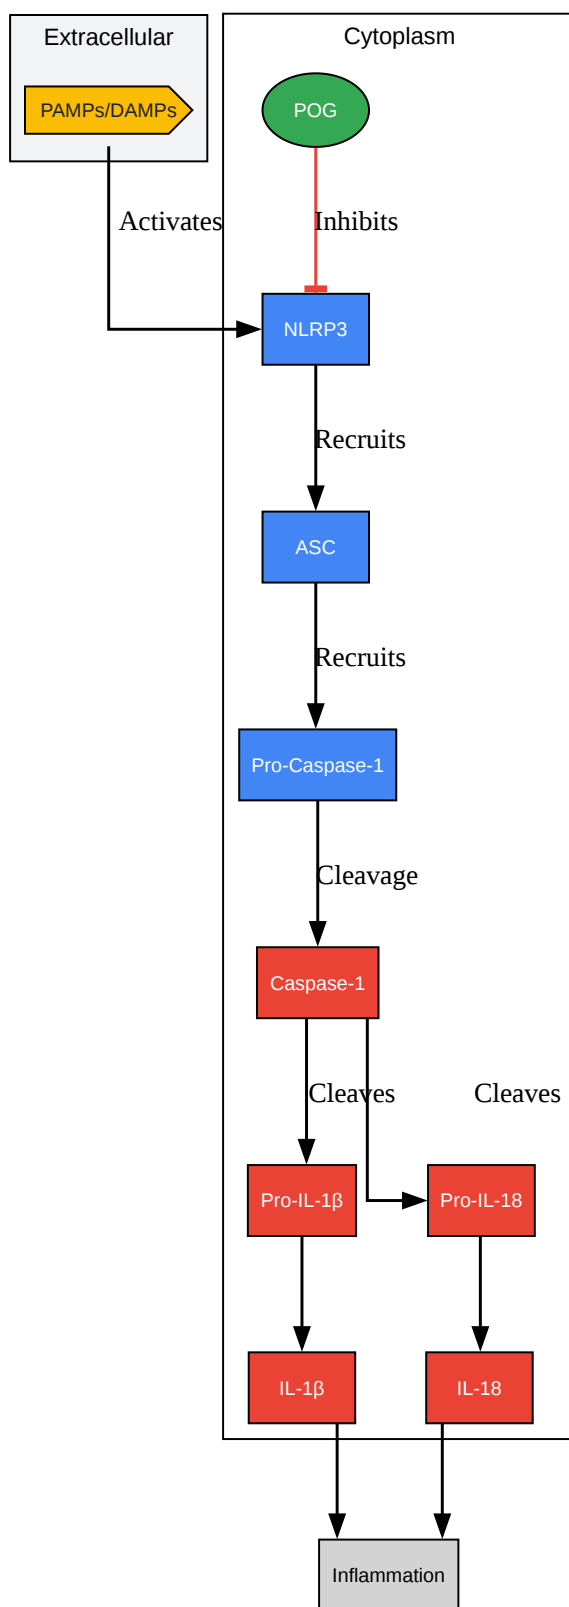 Extracellular
Cytoplasm
PAMPs/DAMPs
POG
Activates
Inhibits
NLRP3
Recruits
ASC
Recruits
Pro-Caspase-1
Cleavage
Caspase-1
Cleaves
Cleaves
Pro-IL-1β
Pro-IL-18
IL-1β
IL-18
Inflammation